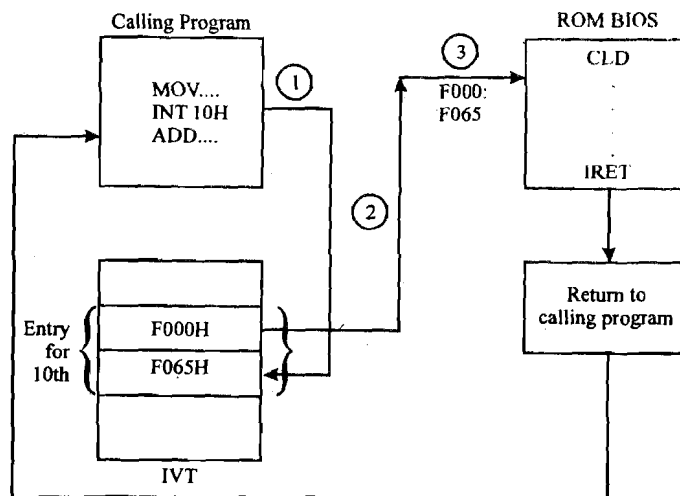 Calling Program
MOV....
INT 10H
ADD....
1
2
3
F000:
F065
ROM BIOS
CLD
.
.
.
IRET
Return to
calling program
Entry
for
10th
F000H
F065H
IVT